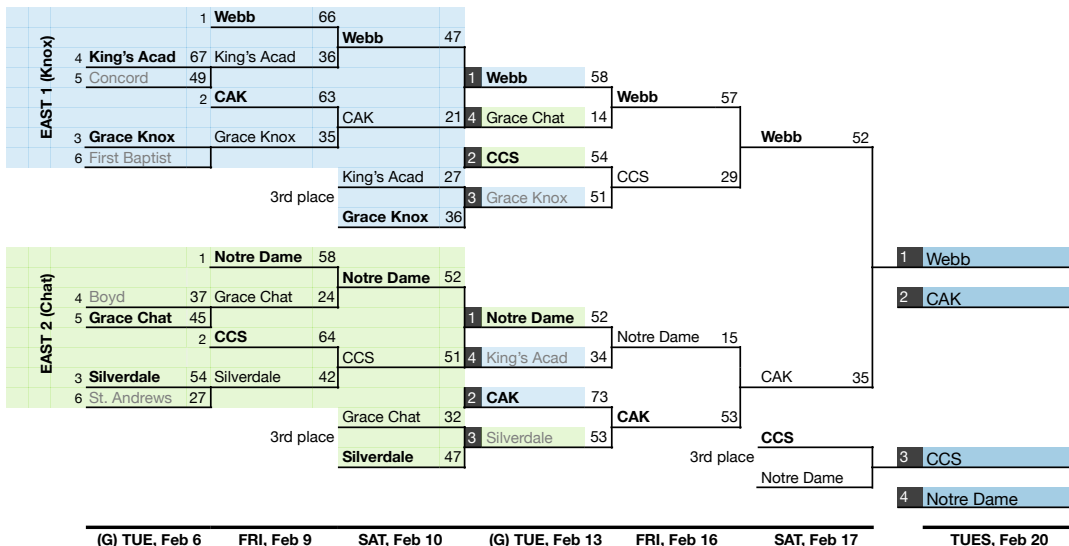 EAST 1 (Knox)
1 Webb 66
Webb 47
4 King's Acad 67 King's Acad 36
5 Concord 49
1 Webb 58
2 CAK 63
Webb 57
CAK 21 4 Grace Chat 14
3 Grace Knox Grace Knox 35
Webb 52
6 First Baptist
2 CCS 54
King's Acad 27
CCS 29
3rd place
3 Grace Knox 51
Grace Knox 36
EAST 2 (Chat)
1 Notre Dame 58
1 Webb
Notre Dame 52
4 Boyd 37 Grace Chat 24
2 CAK
5 Grace Chat 45
1 Notre Dame 52
2 CCS 64
Notre Dame 15
CCS 51 4 King's Acad 34
3 Silverdale 54 Silverdale 42
CAK 35
6 St. Andrews 27
2 CAK 73
Grace Chat 32
CAK 53
3rd place
3 Silverdale 53
CCS
Silverdale 47
3rd place
3 CCS
Notre Dame
4 Notre Dame
(G) TUE, Feb 6 FRI, Feb 9 SAT, Feb 10 (G) TUE, Feb 13 FRI, Feb 16 SAT, Feb 17 TUES, Feb 20